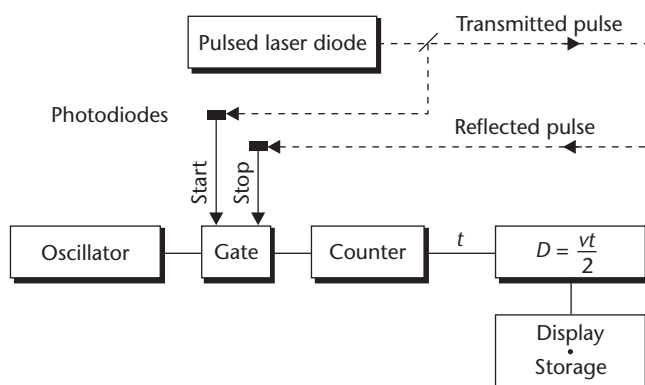 Transmitted pulse
Pulsed laser diode
Photodiodes
Reflected pulse
Start
Stop
Oscillator
Gate
Counter
t
D = vt/2
Display
•
Storage